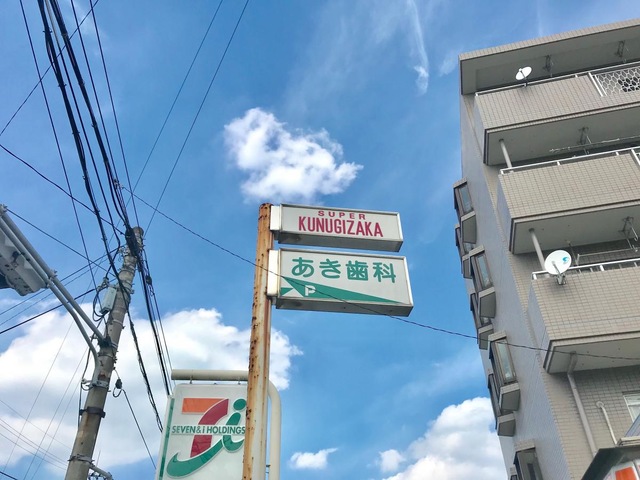 SUPER
KUNUGIZAKA
あき歯科
P
SEVEN&i HOLDINGS